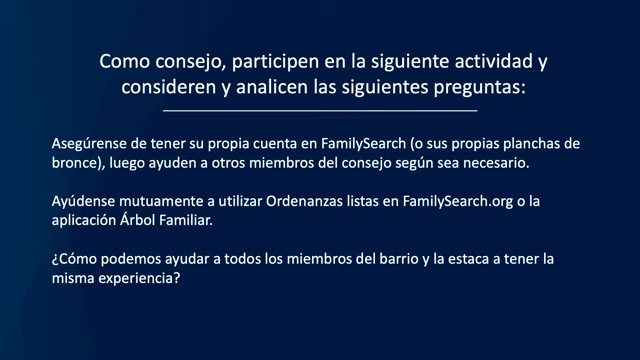 Como consejo, participen en la siguiente actividad y
consideren y analicen las siguientes preguntas:
Asegúrense de tener su propia cuenta en FamilySearch (o sus propias planchas de
bronce), luego ayuden a otros miembros del consejo según sea necesario.
Ayúdense mutuamente a utilizar Ordenanzas listas en FamilySearch.org o la
aplicación Árbol Familiar.
¿Cómo podemos ayudar a todos los miembros del barrio y la estaca a tener la
misma experiencia?